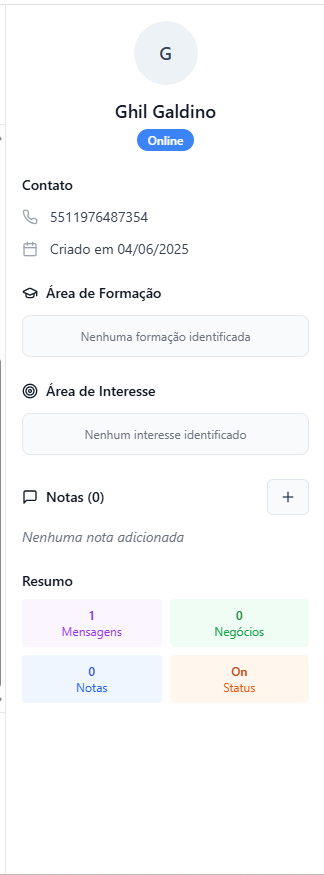 G
Ghil Galdino
Online
Contato
5511976487354
Criado em 04/06/2025
Área de Formação
Nenhuma formação identificada
Área de Interesse
Nenhum interesse identificado
Notas (0)
+
Nenhuma nota adicionada
Resumo
1
Mensagens
0
Negócios
0
Notas
On
Status